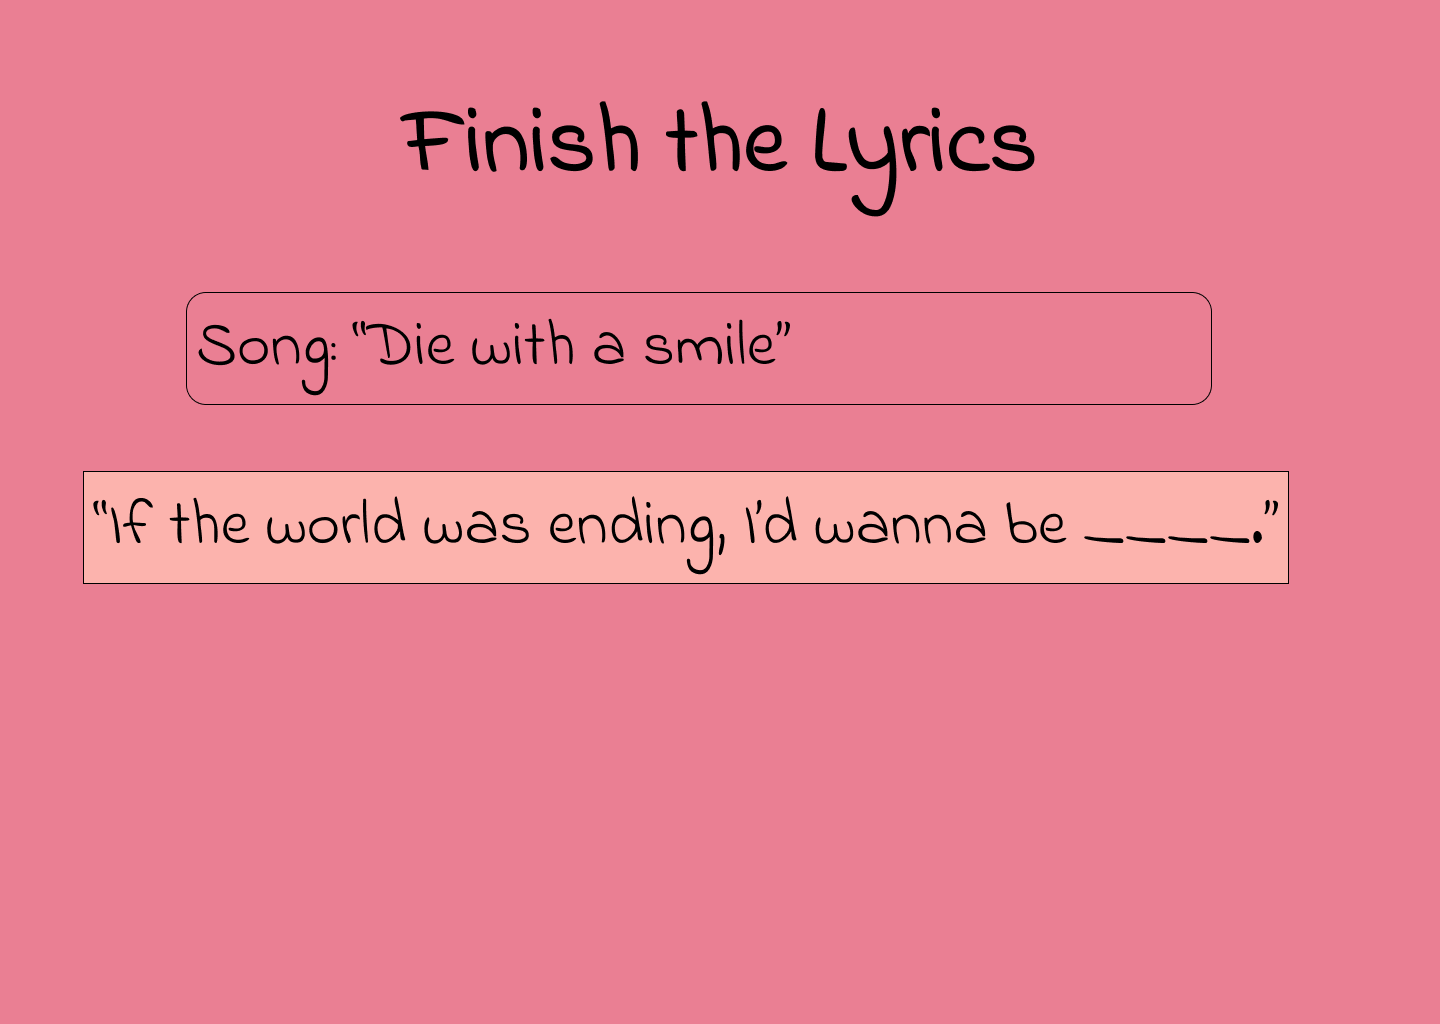 Finish the Lyrics
Song: “Die with a smile”
“If the world was ending, I’d wanna be ____.”